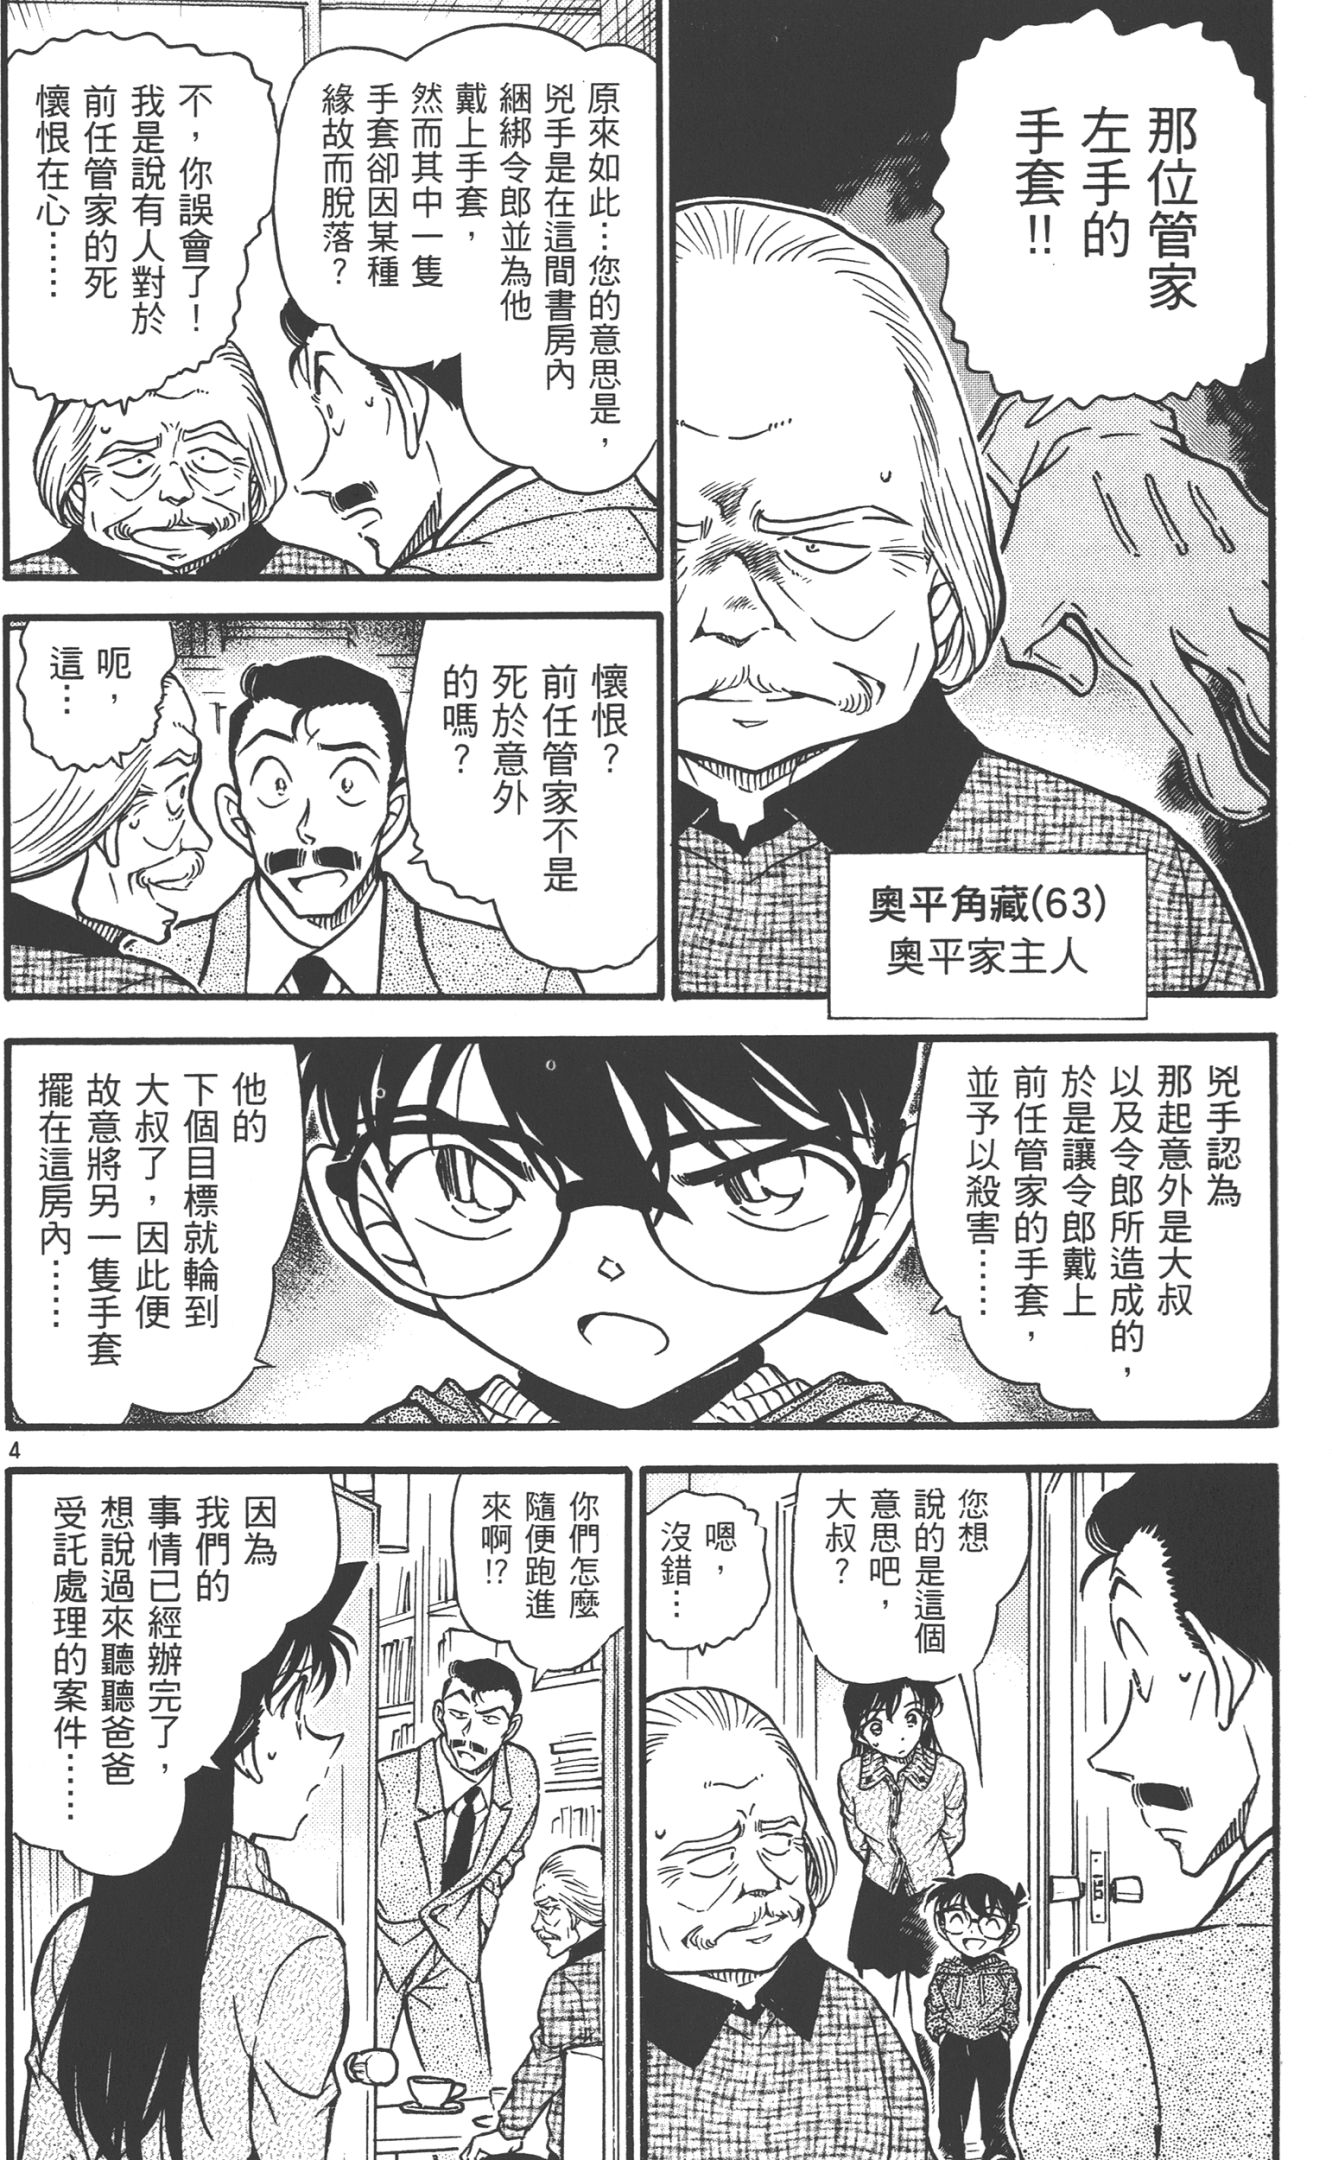 那位管家
左手的
手套!!
奧平角藏(63)
奧平家主人
原來如此…您的意思是，
兇手是在這間書房內
綑綁令郎並為他
戴上手套，
然而其中一隻
手套卻因某種
緣故而脫落？
不，你誤會了！
我是說有人對於
前任管家的死
懷恨在心……
懷恨？
前任管家不是
死於意外
的嗎？
呃，
這…
兇手認為
那起意外是大叔
以及令郎所造成的，
於是讓令郎戴上
前任管家的手套，
並予以殺害……
他的
下個目標就輪到
大叔了，因此便
故意將另一隻手套
擺在這房內……
4
您想
說的是這個
意思吧，
大叔？
嗯，
沒錯…
你們怎麼
隨便跑進
來啊!?
因為
我們的
事情已經辦完了，
想說過來聽聽爸爸
受託處理的案件……